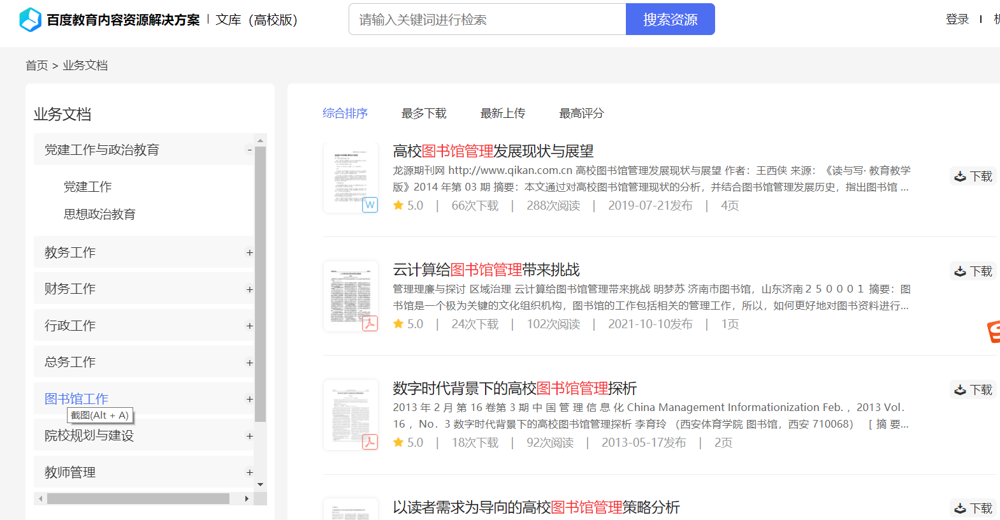 百度教育内容资源解决方案 | 文库（高校版）
请输入关键词进行检索
搜索资源
登录
首页 > 业务文档
业务文档
党建工作与政治教育 -
党建工作
思想政治教育
教务工作 +
财务工作 +
行政工作 +
总务工作 +
图书馆工作 +
截图(Alt + A)
院校规划与建设 +
教师管理 +
综合排序 最多下载 最新上传 最高评分
高校图书馆管理发展现状与展望
龙源期刊网 http://www.qikan.com.cn 高校图书馆管理发展现状与展望 作者：王西侠 来源：《读与写·教育教学
版》2014 年第 03 期 摘要：本文通过对高校图书馆管理现状的分析，并结合图书馆管理发展历史，指出图书馆 ...
W
5.0 | 66次下载 | 288次阅读 | 2019-07-21发布 | 4页
下载
云计算给图书馆管理带来挑战
管理理廉与探讨 区域治理 云计算给图书馆管理带来挑战 明梦苏 济南市图书馆，山东济南２５０００１ 摘要：图
书馆是一个极为关键的文化组织机构，图书馆的工作包括相关的管理工作，所以，如何更好地对图书资料进行...
5.0 | 24次下载 | 102次阅读 | 2021-10-10发布 | 1页
下载
数字时代背景下的高校图书馆管理探析
2013 年 2 月 第 16 卷第 3 期 中 国 管 理 信 息 化 China Management Informationization Feb.，2013 Vol.
16，No．3 数字时代背景下的高校图书馆管理探析 李育玲 （西安体育学院 图书馆，西安 710068） ［ 摘 要...
5.0 | 18次下载 | 92次阅读 | 2013-05-17发布 | 2页
下载
以读者需求为导向的高校图书馆管理策略分析
下载